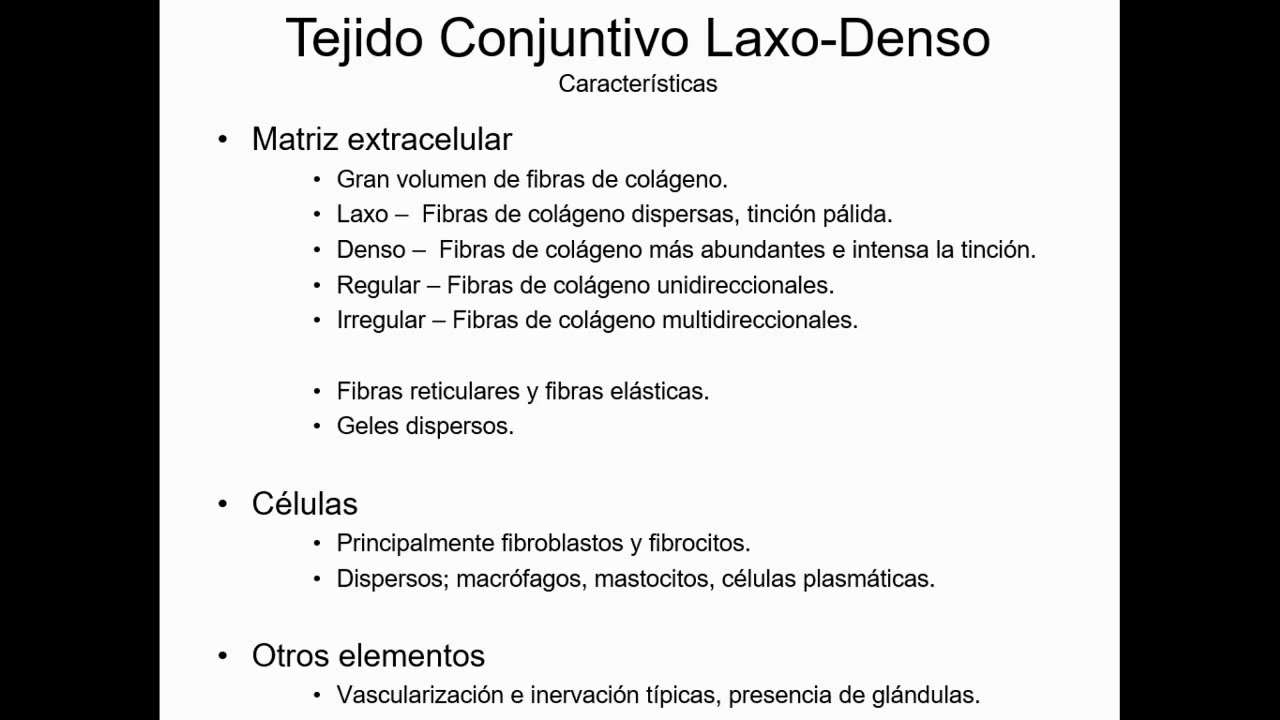 Tejido Conjuntivo Laxo-Denso
Características
• Matriz extracelular
• Gran volumen de fibras de colágeno.
• Laxo – Fibras de colágeno dispersas, tinción pálida.
• Denso – Fibras de colágeno más abundantes e intensa la tinción.
• Regular – Fibras de colágeno unidireccionales.
• Irregular – Fibras de colágeno multidireccionales.
• Fibras reticulares y fibras elásticas.
• Geles dispersos.
• Células
• Principalmente fibroblastos y fibrocitos.
• Dispersos; macrófagos, mastocitos, células plasmáticas.
• Otros elementos
• Vascularización e inervación típicas, presencia de glándulas.